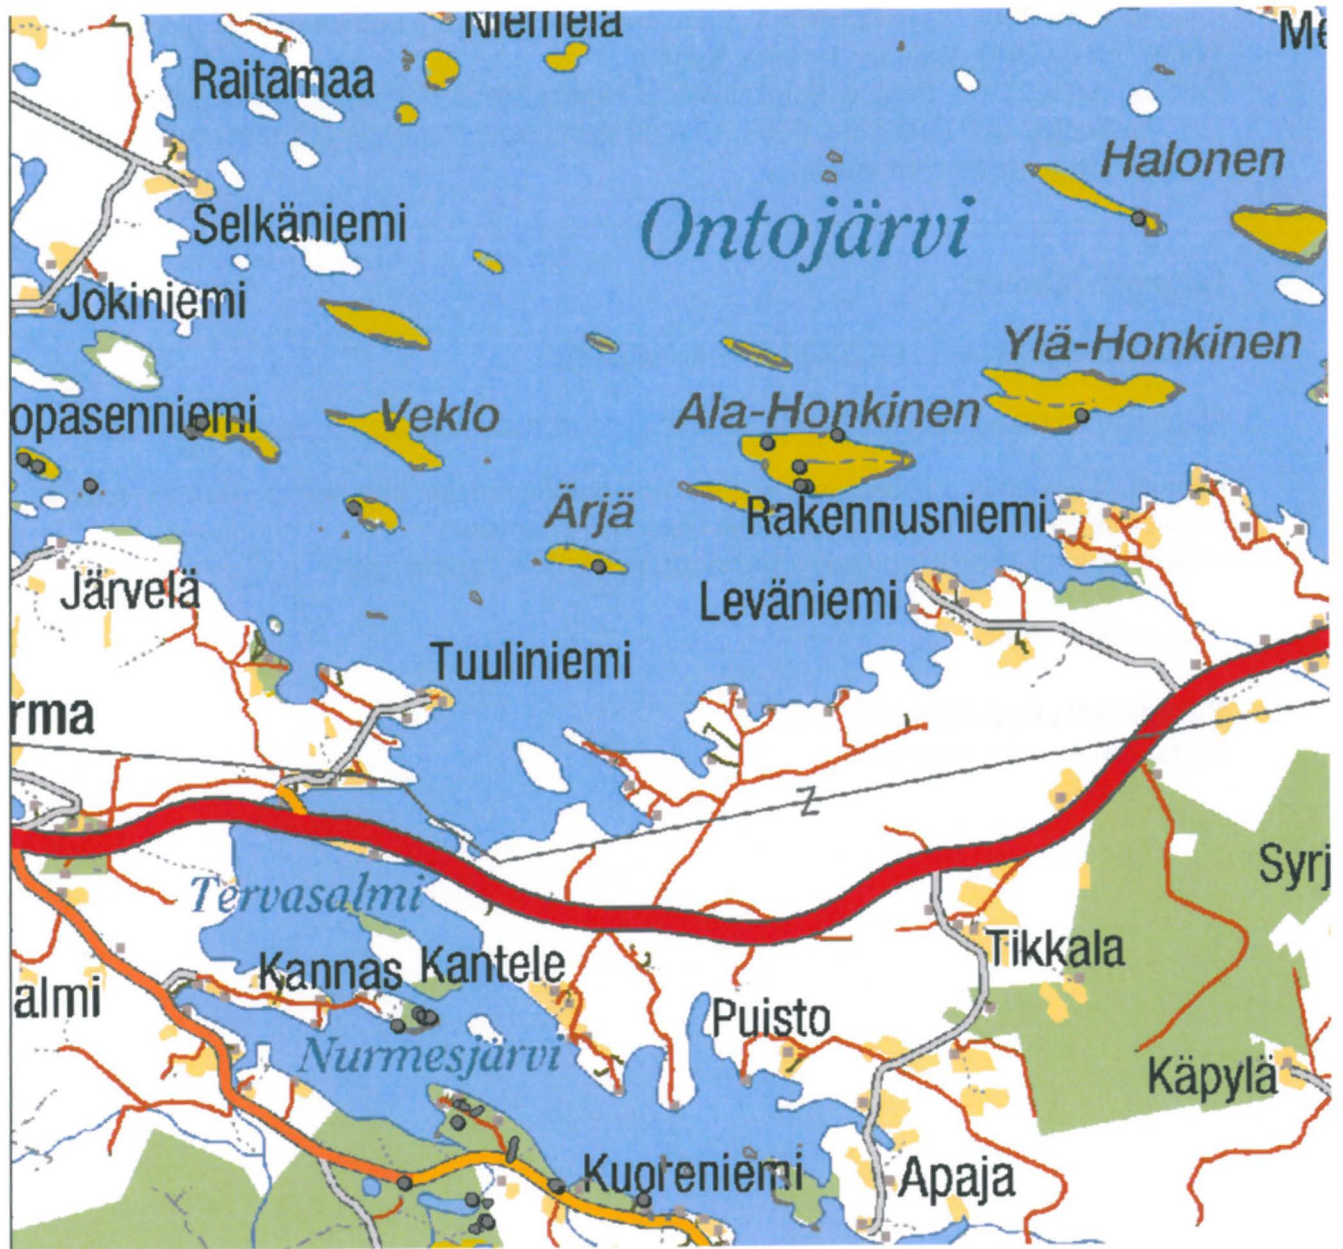 Niemelä
Raitamaa
Halonen
Ontojärvi
Selkäniemi
Jokiniemi
Ylä-Honkinen
opasenniemi
Veklo
Ala-Honkinen
Ärjä
Rakennusniemi
Järvelä
Leväniemi
Tuuliniemi
rma
Z
Syrj
Tervasalmi
Kannas
Kantele
Tikkala
almi
Puisto
Nurmesjärvi
Käpylä
Kuoreniemi
Apaja